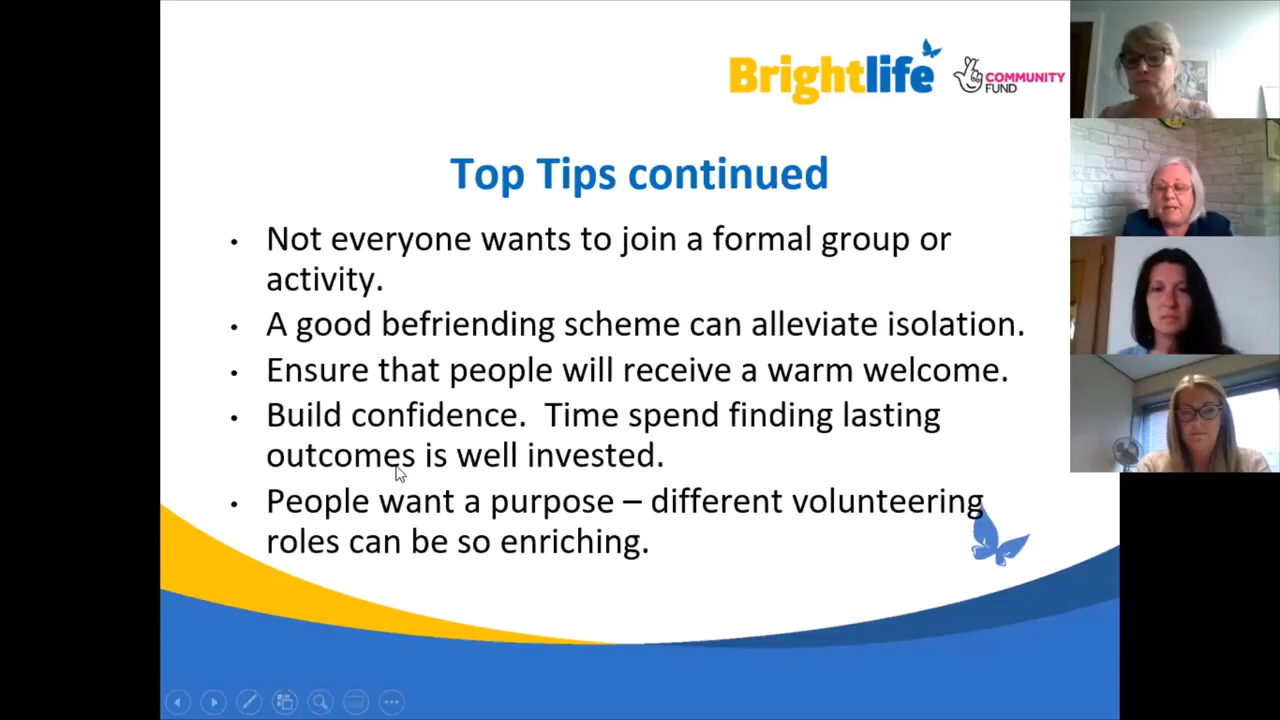 Brightlife
COMMUNITY
FUND
Top Tips continued
• Not everyone wants to join a formal group or
activity.
• A good befriending scheme can alleviate isolation.
• Ensure that people will receive a warm welcome.
• Build confidence.  Time spend finding lasting
outcomes is well invested.
• People want a purpose – different volunteering
roles can be so enriching.